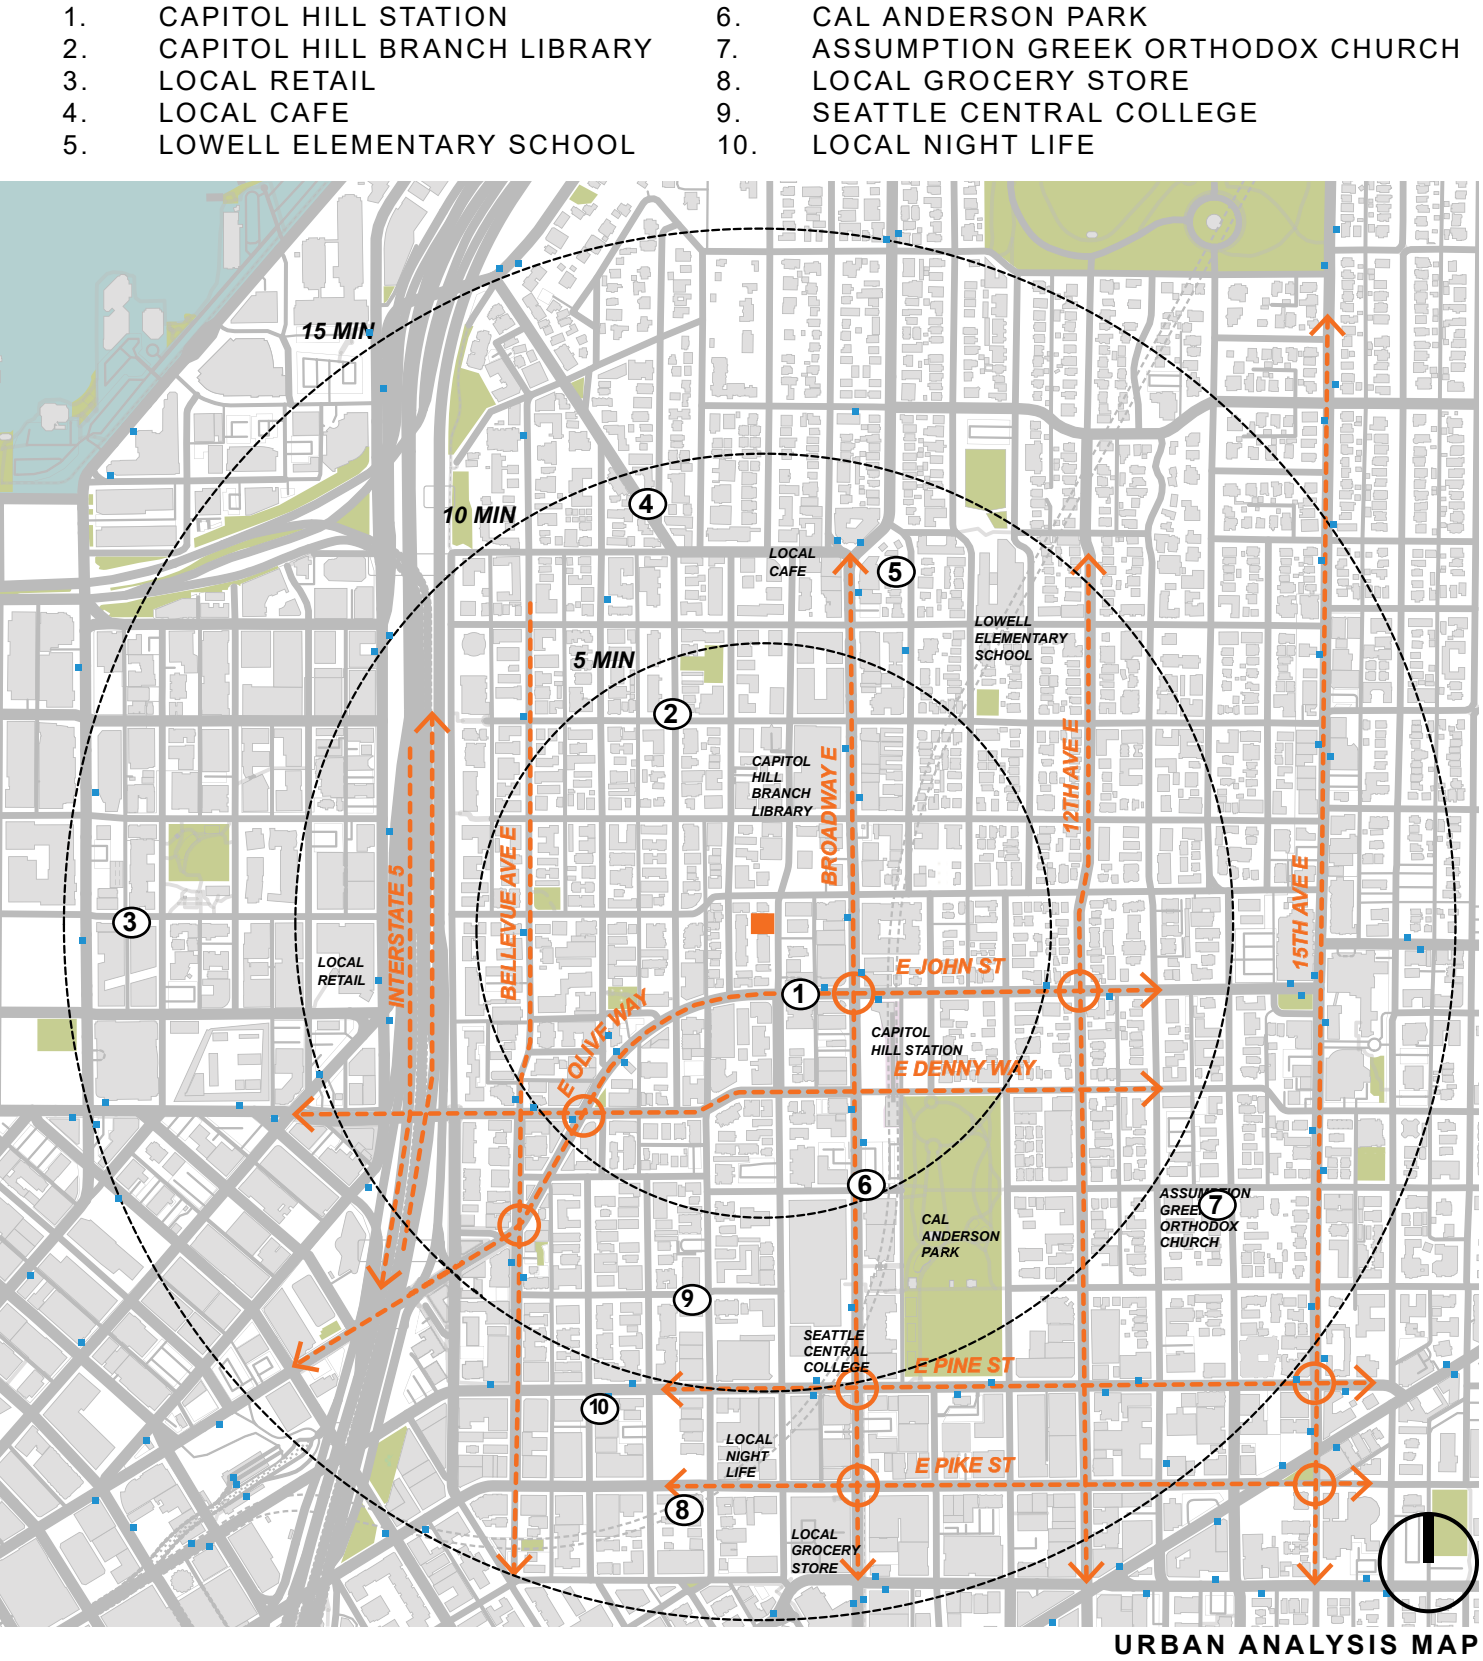 1. CAPITOL HILL STATION
2. CAPITOL HILL BRANCH LIBRARY
3. LOCAL RETAIL
4. LOCAL CAFE
5. LOWELL ELEMENTARY SCHOOL
6. CAL ANDERSON PARK
7. ASSUMPTION GREEK ORTHODOX CHURCH
8. LOCAL GROCERY STORE
9. SEATTLE CENTRAL COLLEGE
10. LOCAL NIGHT LIFE
15 MIN
10 MIN
4
LOCAL
CAFE
5
LOWELL
ELEMENTARY
SCHOOL
5 MIN
2
CAPITOL
HILL
BRANCH
LIBRARY
BROADWAY E
12TH AVE E
BELLEVUE AVE E
INTERSTATE 5
15TH AVE E
3
LOCAL
RETAIL
E JOHN ST
1
E OLIVE WAY
CAPITOL
HILL STATION
E DENNY WAY
6
7
ASSUMPTION
GREEK
ORTHODOX
CHURCH
CAL
ANDERSON
PARK
9
SEATTLE
CENTRAL
COLLEGE
E PINE ST
10
LOCAL
NIGHT
LIFE
E PIKE ST
8
LOCAL
GROCERY
STORE
URBAN ANALYSIS MAP